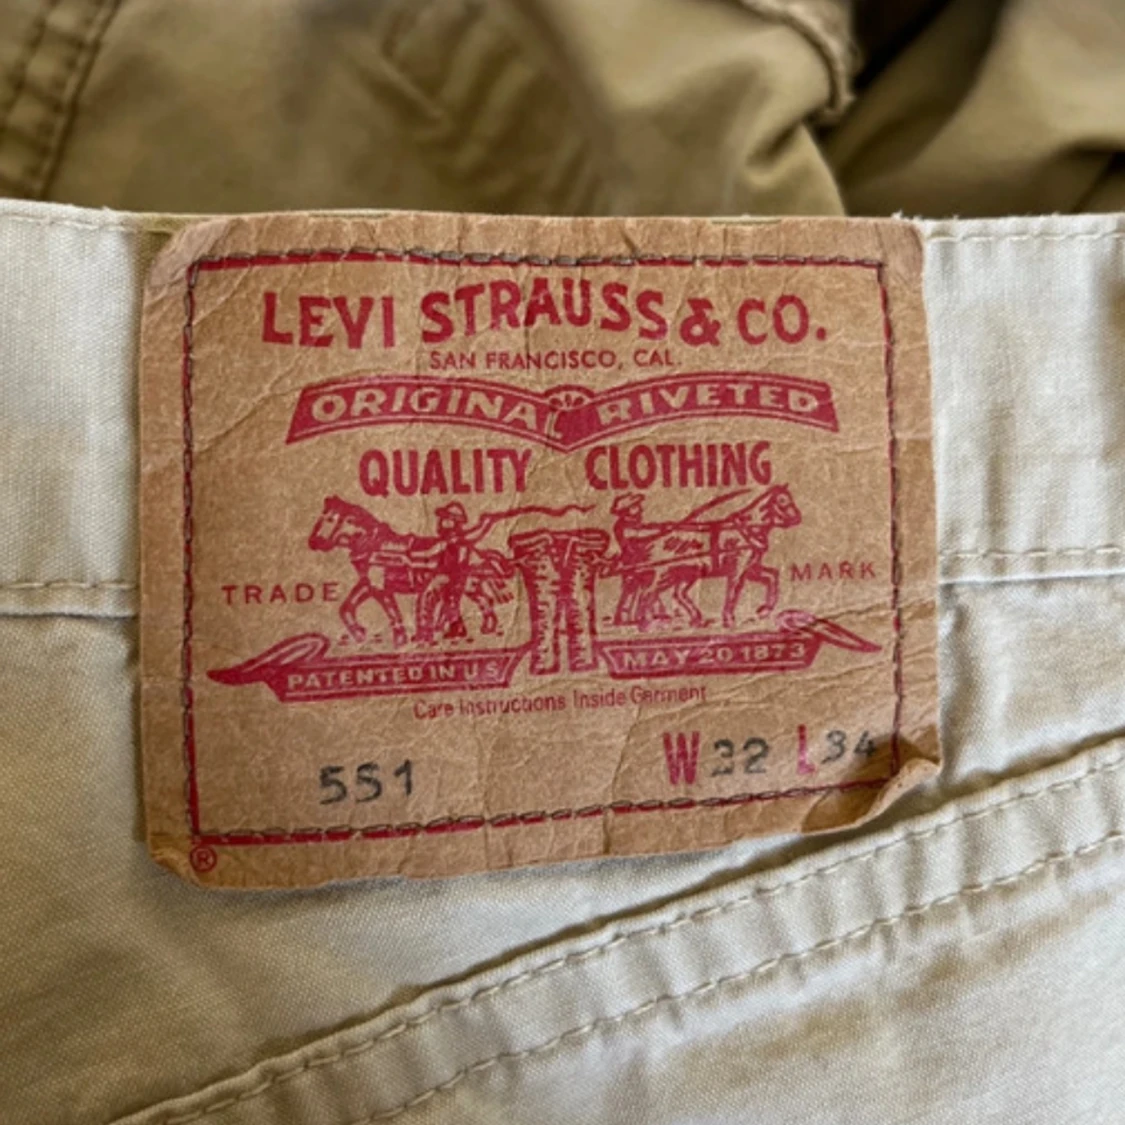 LEVI STRAUSS & CO.
SAN FRANCISCO, CAL.
ORIGINAL RIVETED
QUALITY CLOTHING
TRADE MARK
PATENTED IN U S MAY 20 1873
Care Instructions Inside Garment
551 W32 L34
®